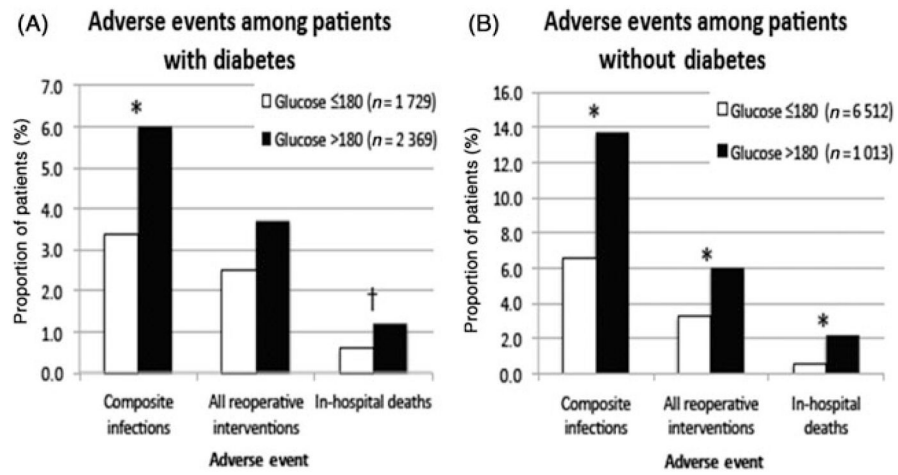 (A)
Adverse events among patients
with diabetes
Proportion of patients (%)
7.0
6.0
5.0
4.0
3.0
2.0
1.0
0.0
*
†
Glucose ≤180 (n = 1 729)
Glucose >180 (n = 2 369)
Composite
infections
All reoperative
interventions
In-hospital deaths
Adverse event
(B)
Adverse events among patients
without diabetes
Proportion of patients (%)
16.0
14.0
12.0
10.0
8.0
6.0
4.0
2.0
0.0
*
*
*
Glucose ≤180 (n = 6 512)
Glucose >180 (n = 1 013)
Composite
infections
All reoperative
interventions
In-hospital
deaths
Adverse event